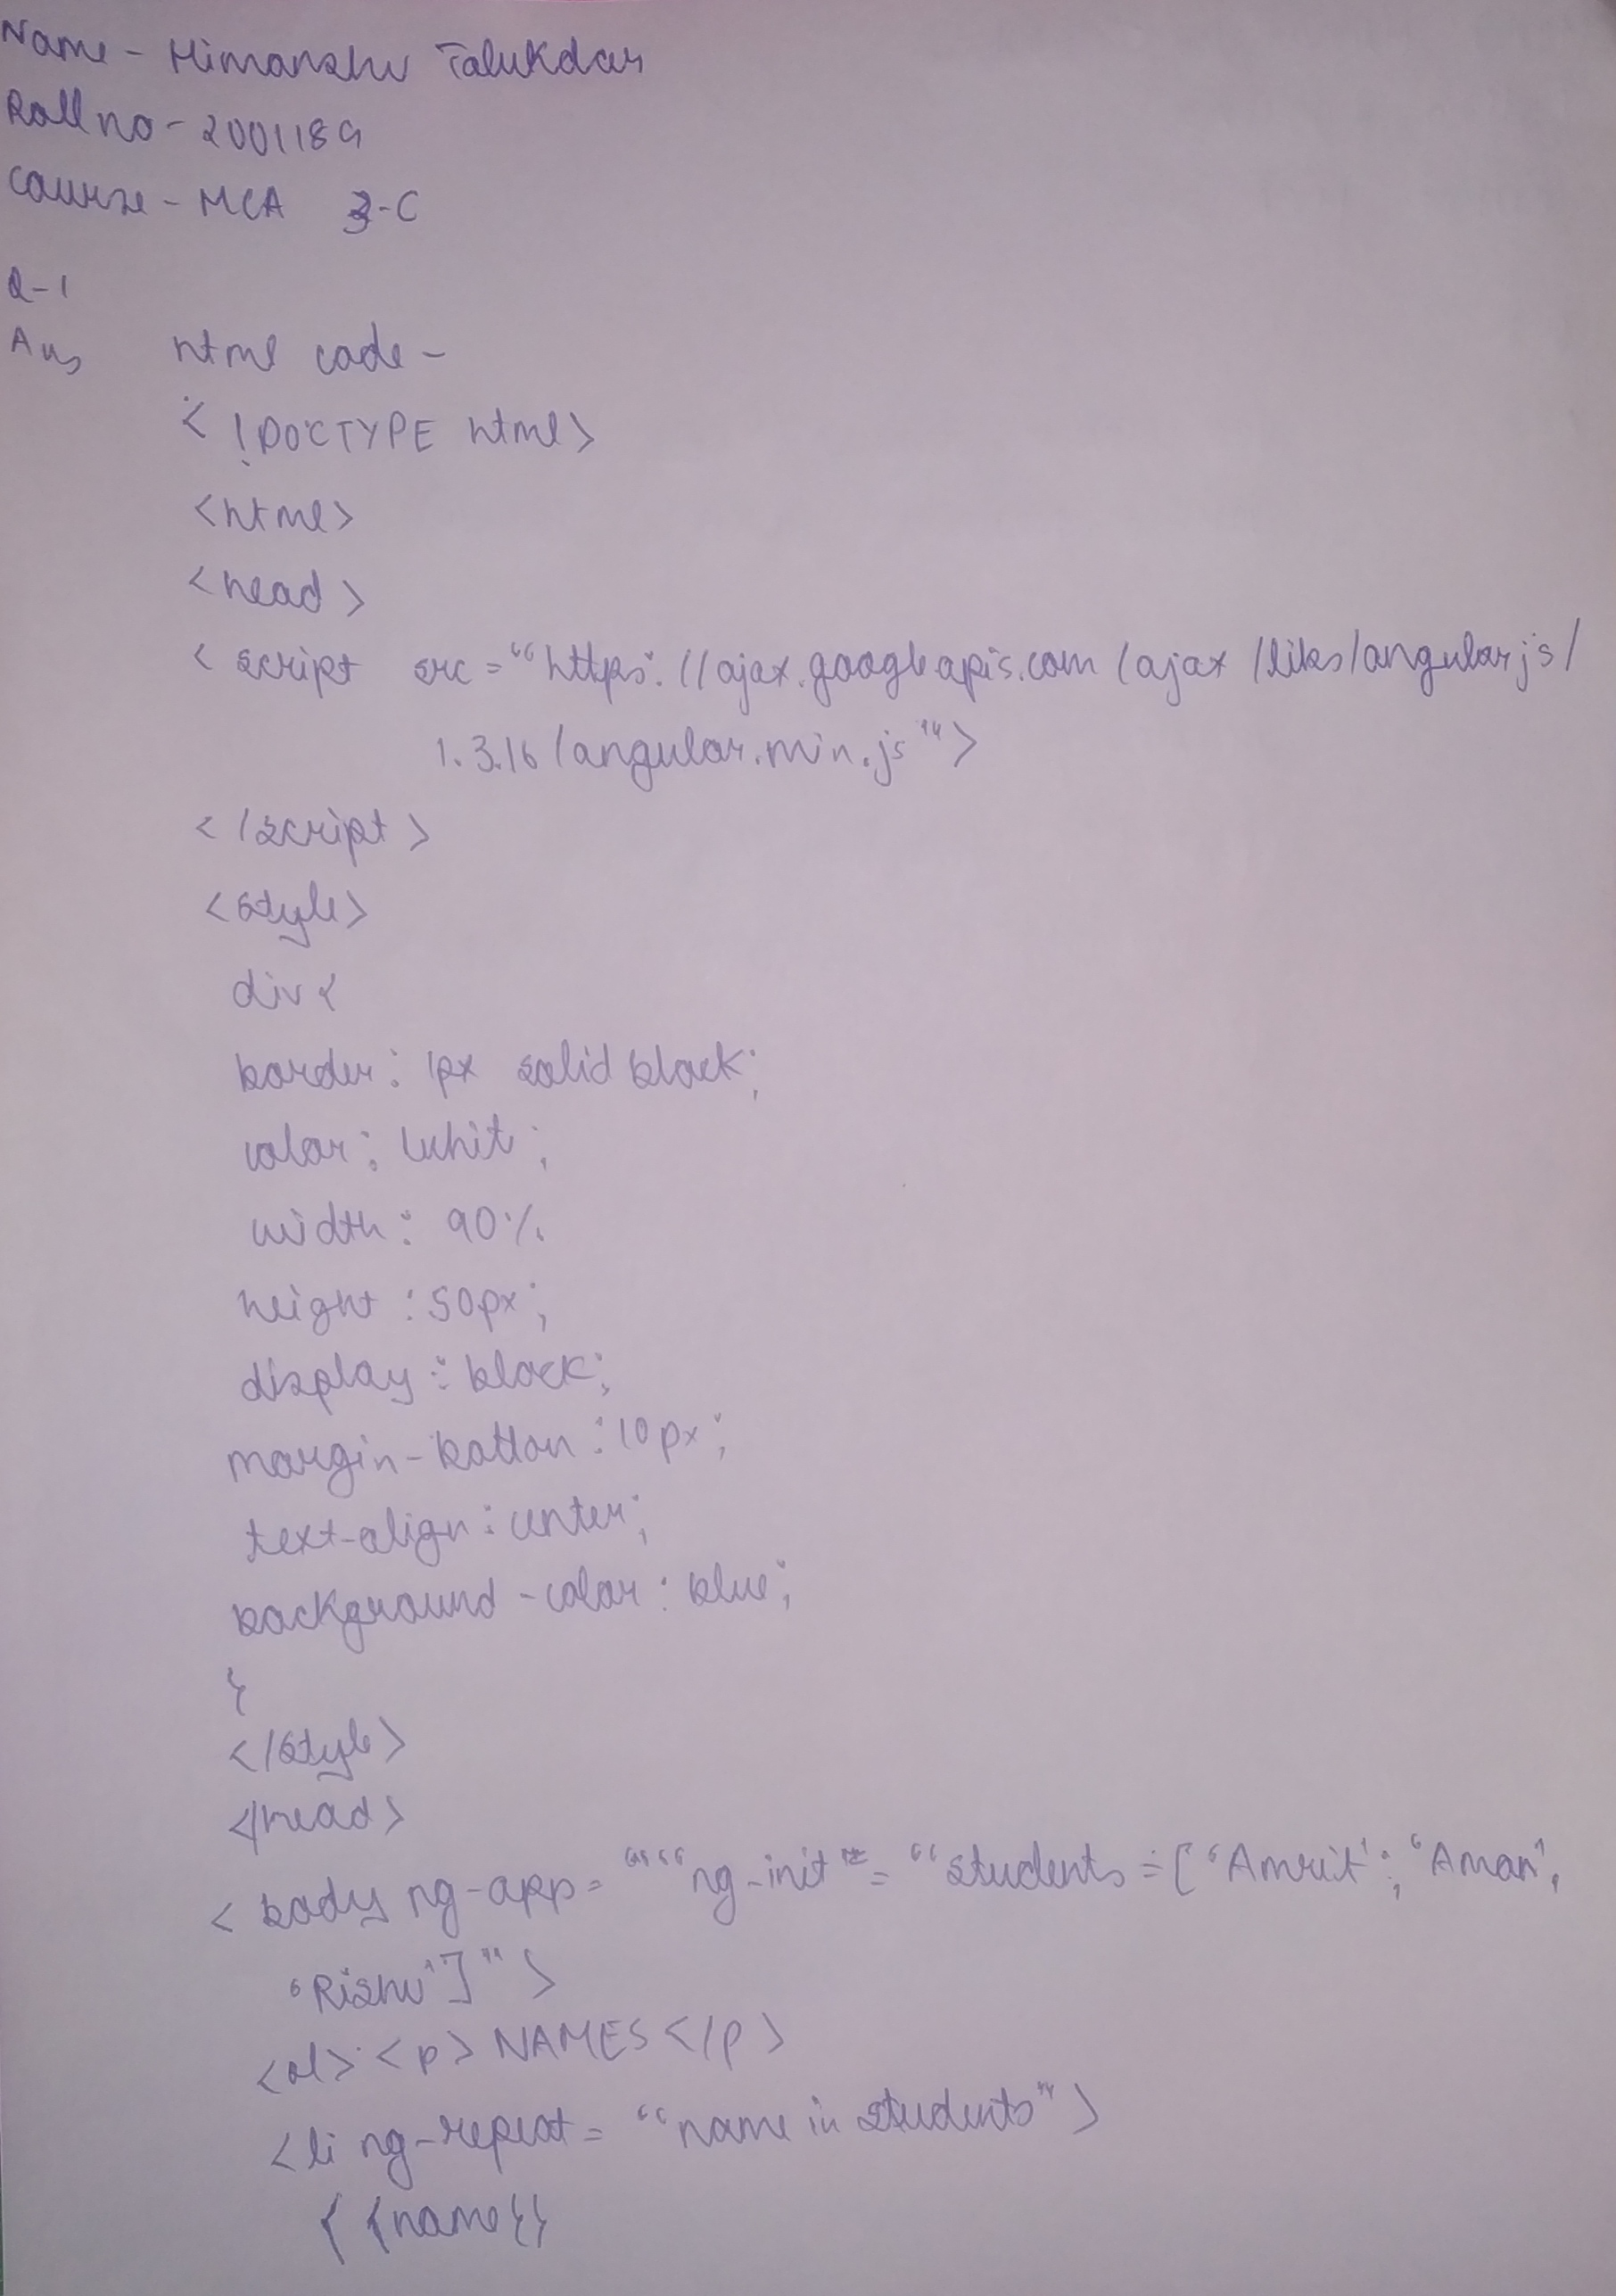 Name - Himanshu Talukdar
Roll no - 2001189
Course - MCA 3-C
Q-1
Ans html code -
< !DOCTYPE html>
<html>
<head>
< script src = "https://ajax.googleapis.com/ajax/libs/angularjs/
1.3.16/angular.min.js">
</script>
<style>
div{
border: 1px solid black;
color: whit;
width: 90%
height: 50px;
display: block;
margin-bottom: 10px;
text-align: center;
background-color: blue;
}
</style>
</head>
< body ng-app = "" "ng-init" = "students = ['Amrit'; 'Aman',
'Rishu']">
<ol> <p> NAMES </p>
<li ng-repeat = "name in students">
{{name}}